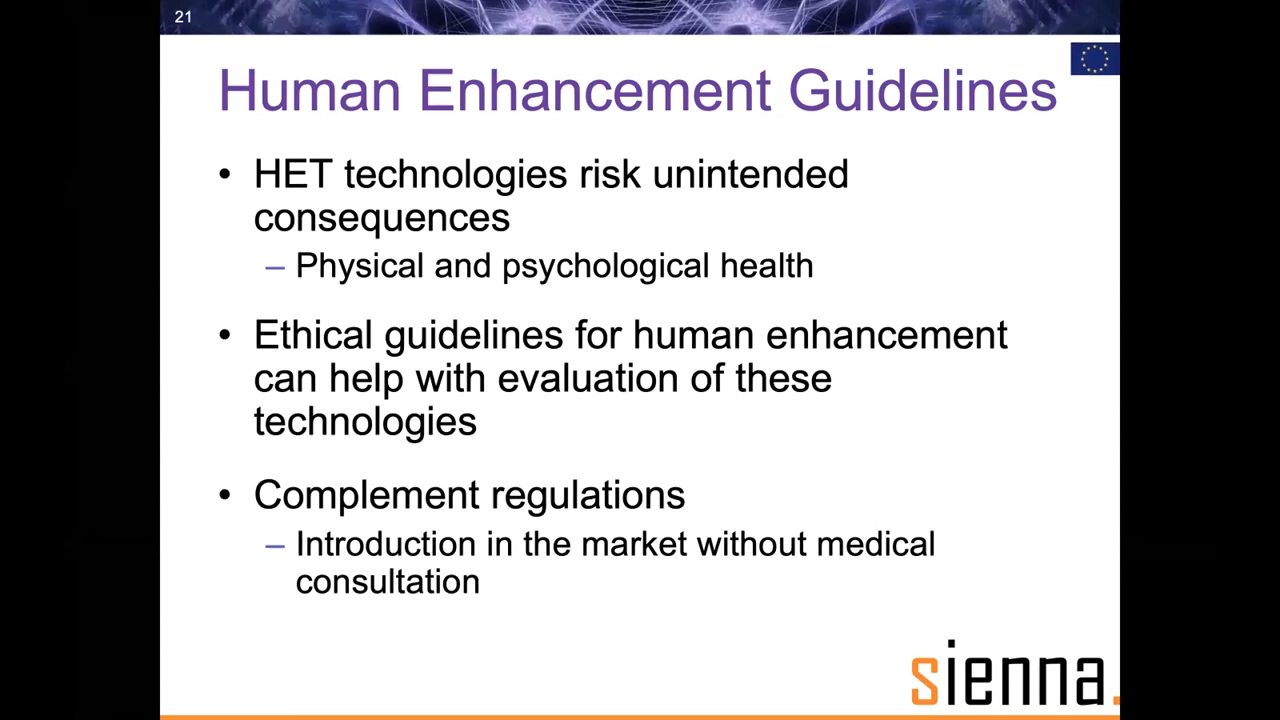 21
Human Enhancement Guidelines
• HET technologies risk unintended
consequences
– Physical and psychological health
• Ethical guidelines for human enhancement
can help with evaluation of these
technologies
• Complement regulations
– Introduction in the market without medical
consultation
sienna.